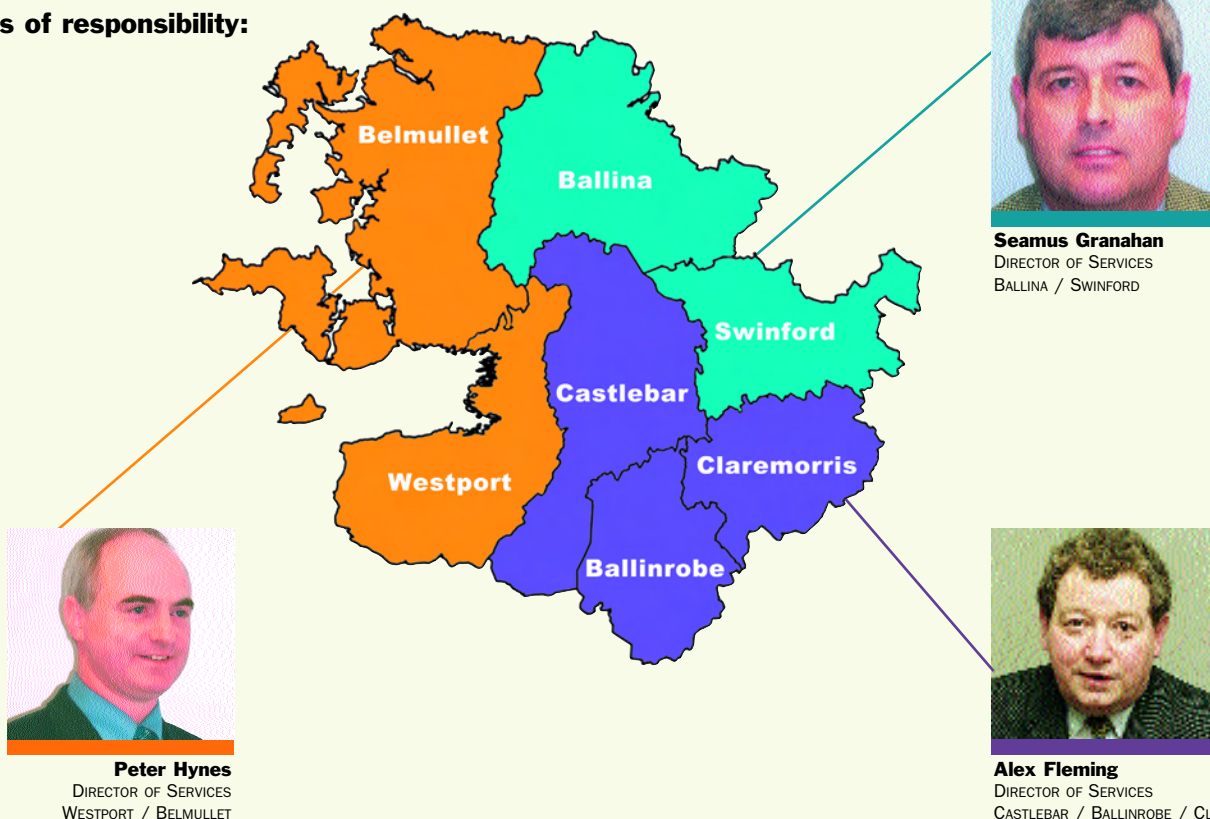 s of responsibility:
Belmullet
Ballina
Swinford
Castlebar
Claremorris
Westport
Ballinrobe
Seamus Granahan
DIRECTOR OF SERVICES
BALLINA / SWINFORD
Peter Hynes
DIRECTOR OF SERVICES
WESTPORT / BELMULLET
Alex Fleming
DIRECTOR OF SERVICES
CASTLEBAR / BALLINROBE / CL